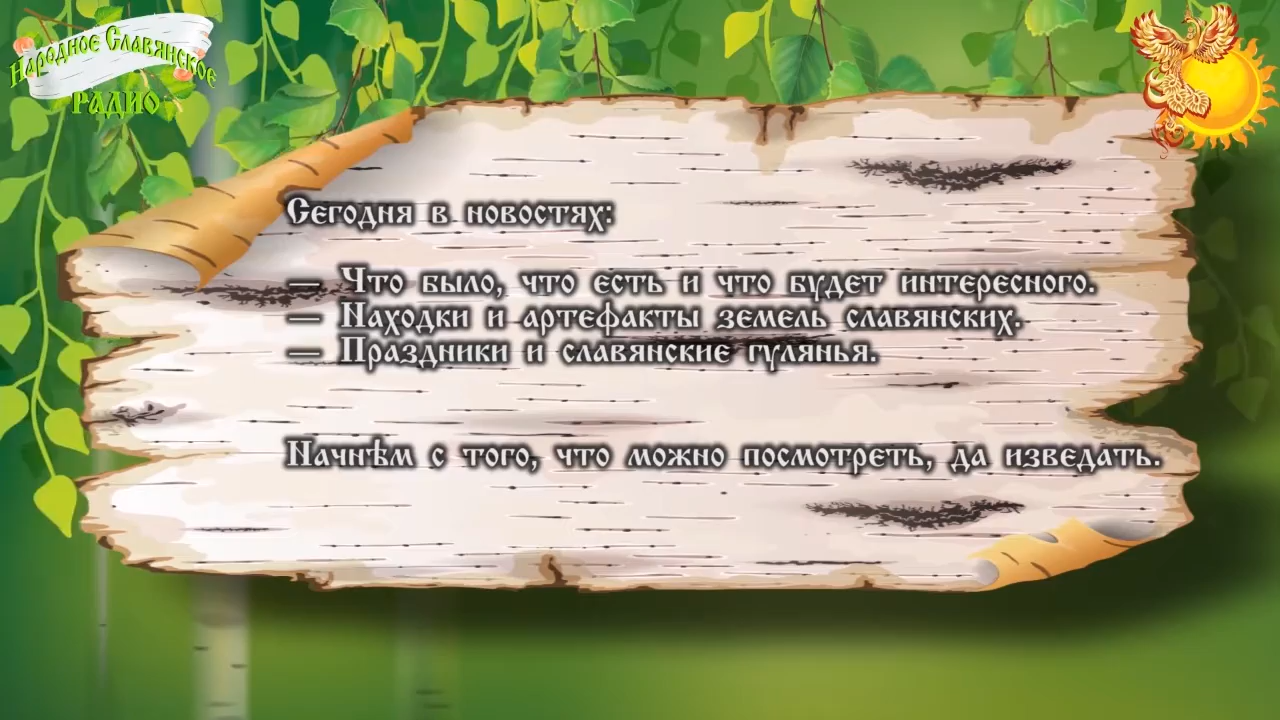 Народное Славянское
Радио
Сегодня в новостях:
— Что было, что есть и что будет интересного.
— Находки и артефакты земель славянских.
— Праздники и славянские гулянья.
Начнѣм с того, что можно посмотреть, да изведать.